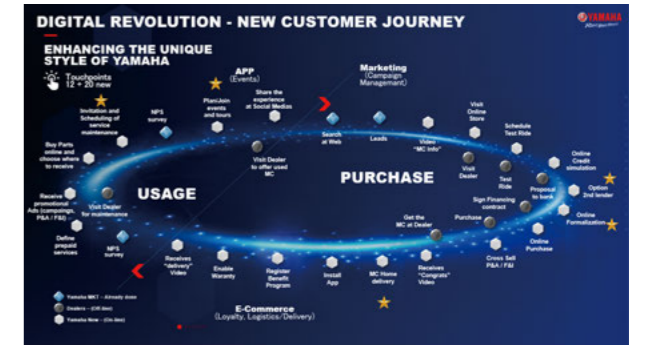 DIGITAL REVOLUTION - NEW CUSTOMER JOURNEY
YAMAHA
ENHANCING THE UNIQUE
STYLE OF YAMAHA
Touchpoints
12 + 20 new
APP
(Events)
Marketing
(Campaign
Management)
Invitation and
Scheduling of
service
maintenance
NPS
survey
Plan/Join
events
and tours
Share the
experience
at Social Medias
Search
at Web
Leads
Video
"MC Info"
Visit
Online
Store
Schedule
Test Ride
Buy Parts
online and
choose where
to receive
Visit Dealer
to offer used
MC
Visit
Dealer
Test
Ride
Online
Credit
simulation
Proposal
to bank
Option
2nd lender
USAGE
PURCHASE
Receive
promotional
Ads (campaings,
P&A / F&I)
Visit Dealer
for maintenance
Sign Financing
contract
Get the
MC at Dealer
Purchase
Online
Formalization
Define
prepaid
services
NPS
survey
Receives
"delivery"
Video
Enable
Waranty
Register
Benefit
Program
Install
App
MC Home
delivery
Receives
"Congrats"
Video
Cross Sell
P&A / F&I
Online
Purchase
Yamaha MKT - Already done
Dealers - (Off line)
Yamaha New - (On-line)
E-Commerce
(Loyalty, Logistics/Delivery)